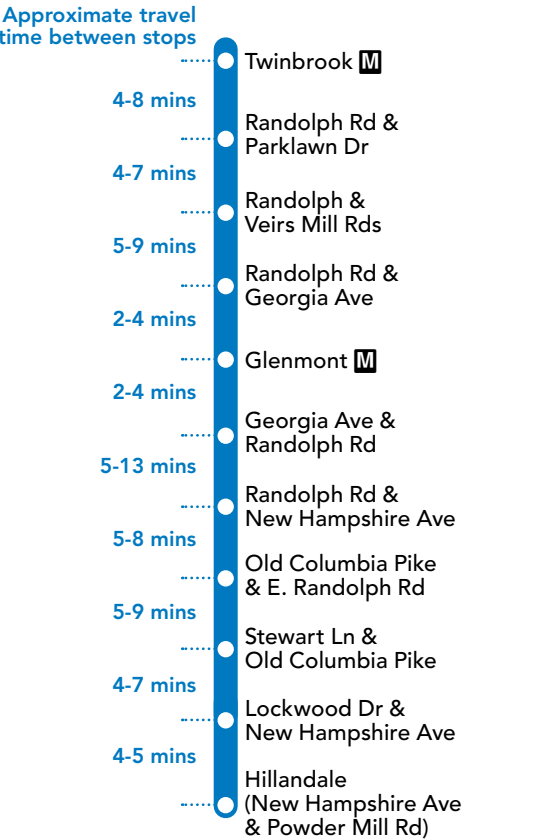 Approximate travel
time between stops
Twinbrook M
4-8 mins
Randolph Rd &
Parklawn Dr
4-7 mins
Randolph &
Veirs Mill Rds
5-9 mins
Randolph Rd &
Georgia Ave
2-4 mins
Glenmont M
2-4 mins
Georgia Ave &
Randolph Rd
5-13 mins
Randolph Rd &
New Hampshire Ave
5-8 mins
Old Columbia Pike
& E. Randolph Rd
5-9 mins
Stewart Ln &
Old Columbia Pike
4-7 mins
Lockwood Dr &
New Hampshire Ave
4-5 mins
Hillandale
(New Hampshire Ave
& Powder Mill Rd)